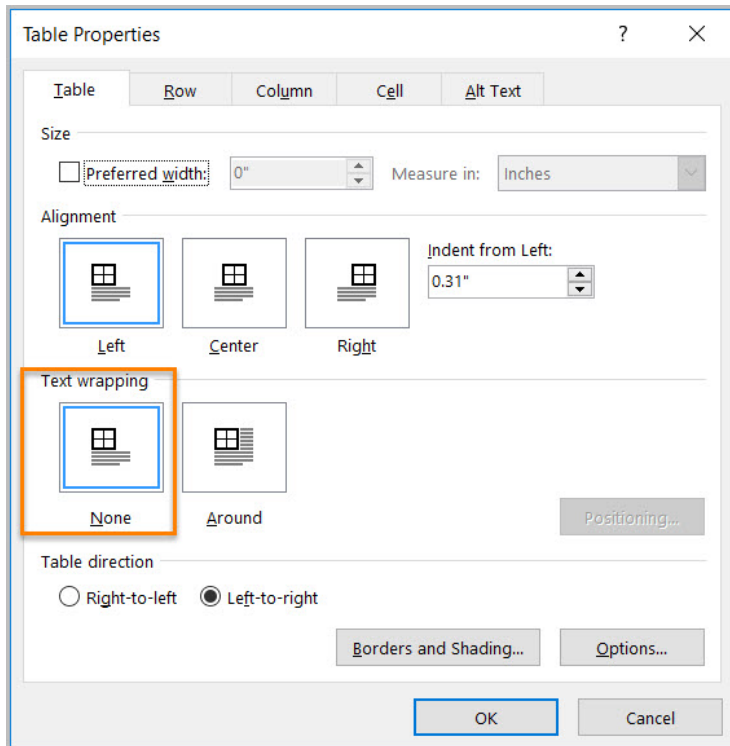 Table Properties ? ×
Table Row Column Cell Alt Text
Size
Preferred width: 0" Measure in: Inches
Alignment
Indent from Left:
0.31"
Left Center Right
Text wrapping
None Around Positioning...
Table direction
Right-to-left Left-to-right
Borders and Shading... Options...
OK Cancel